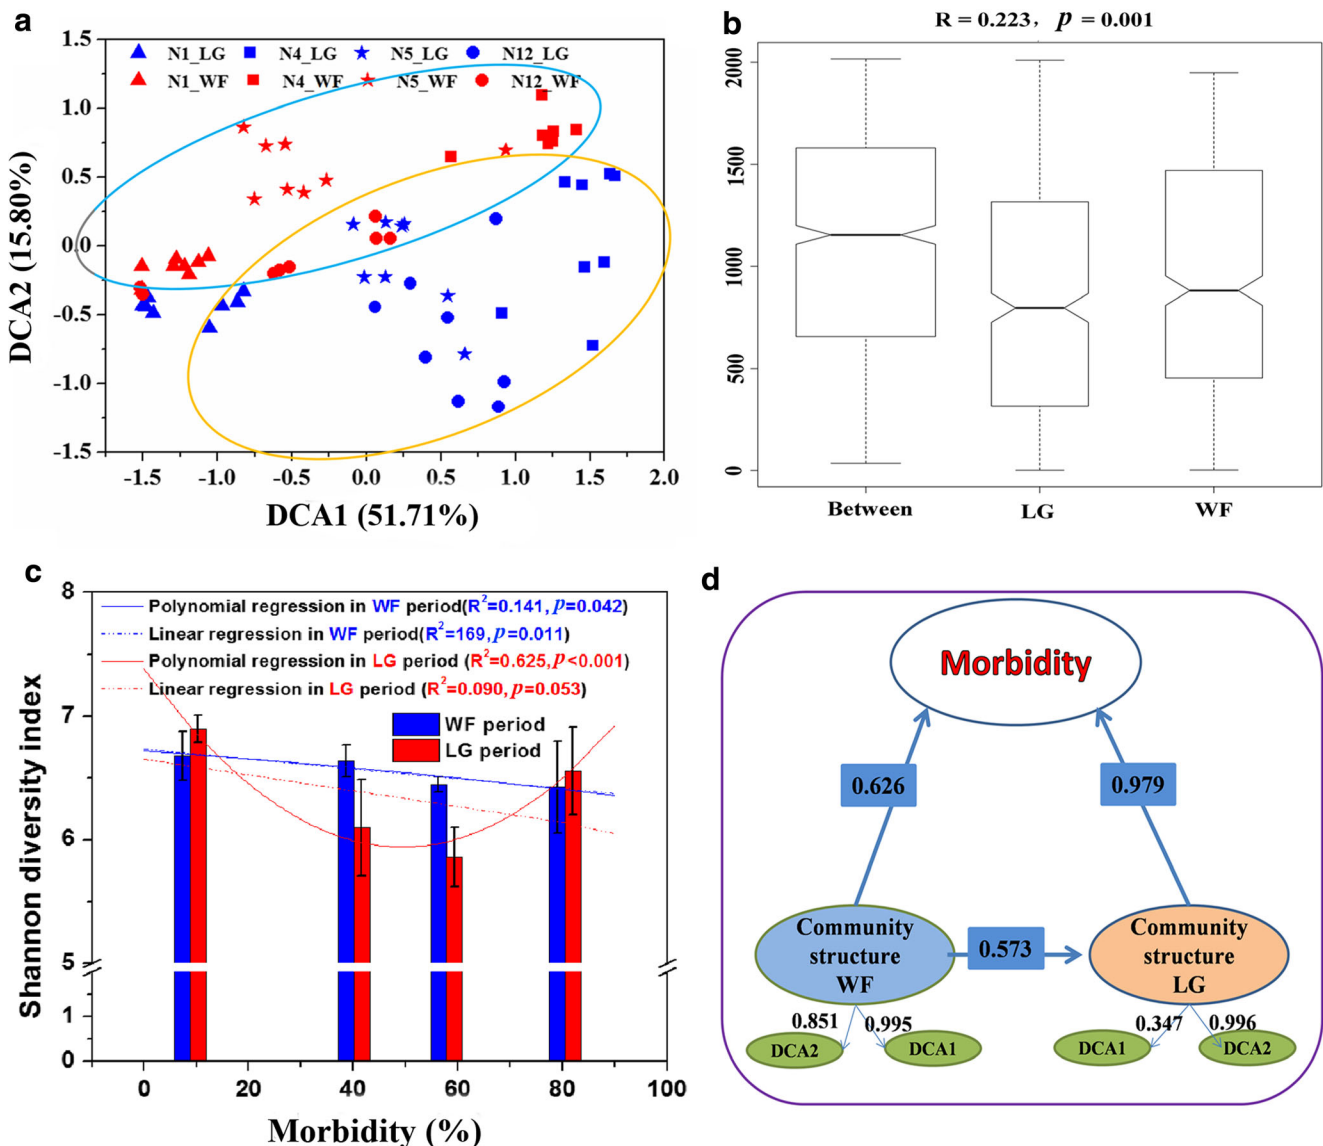 a
1.5
1.0
0.5
0.0
-0.5
-1.0
-1.5
DCA2 (15.80%)
N1_LG N4_LG N5_LG N12_LG
N1_WF N4_WF N5_WF N12_WF
-1.5 -1.0 -0.5 0.0 0.5 1.0 1.5 2.0
DCA1 (51.71%)
b
R = 0.223, p = 0.001
2000
1500
1000
500
0
Between LG WF
c
8
7
6
5
1
0
Shannon diversity index
Polynomial regression in WF period(R²=0.141, p=0.042)
Linear regression in WF period(R²=169, p=0.011)
Polynomial regression in LG period (R²=0.625, p<0.001)
Linear regression in LG period (R²=0.090, p=0.053)
WF period
LG period
0 20 40 60 80 100
Morbidity (%)
d
Morbidity
0.626 0.979
Community
structure
WF
0.573
Community
structure
LG
0.851 0.995 0.347 0.996
DCA2 DCA1 DCA1 DCA2